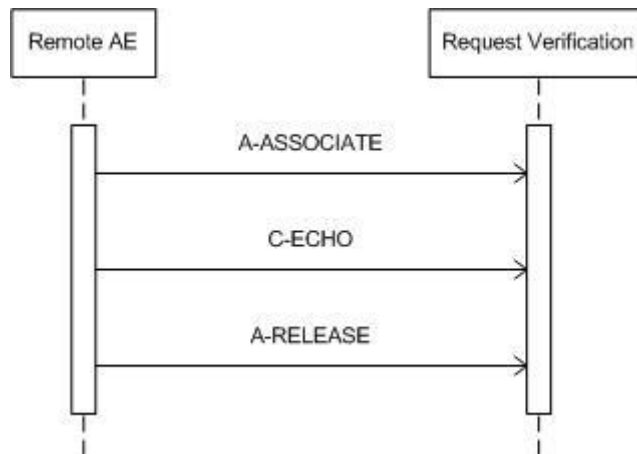 Remote AE
Request Verification
A-ASSOCIATE
C-ECHO
A-RELEASE